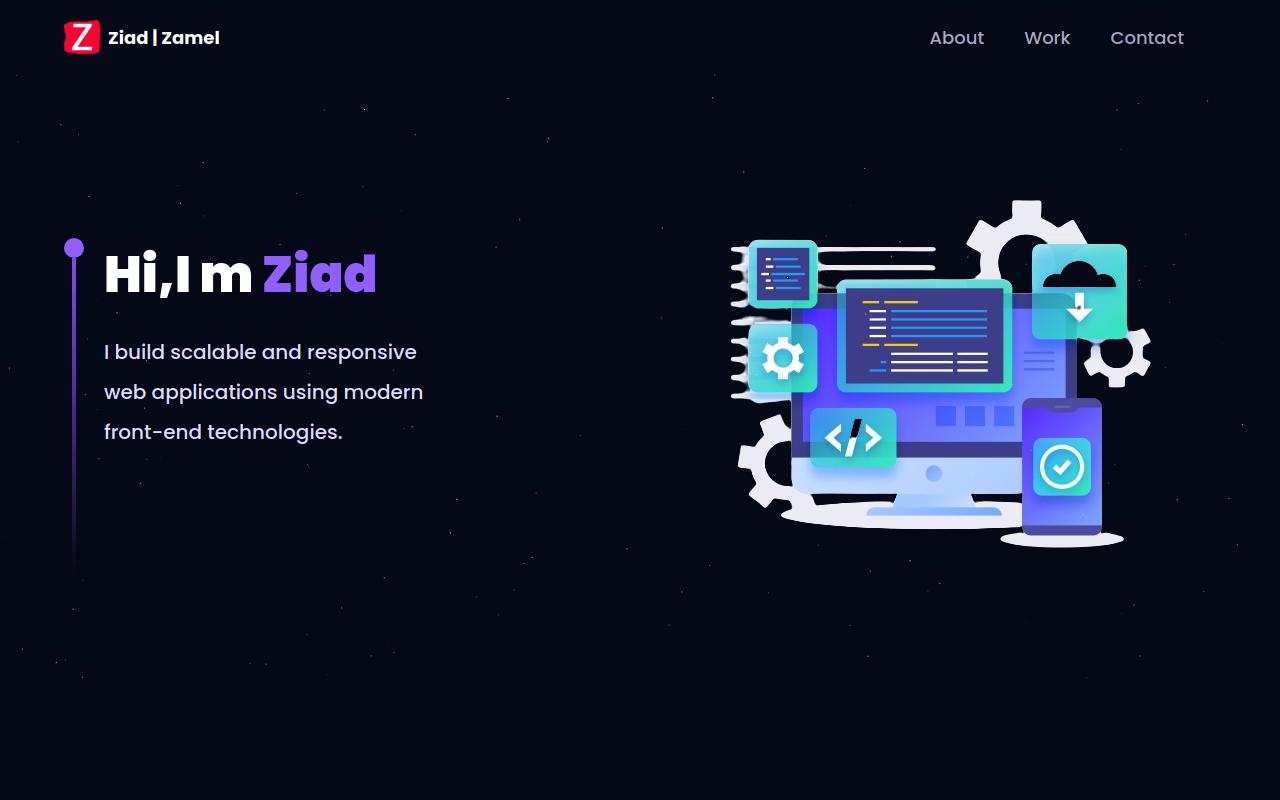 Z Ziad | Zamel
About Work Contact
Hi,I m Ziad
I build scalable and responsive
web applications using modern
front-end technologies.